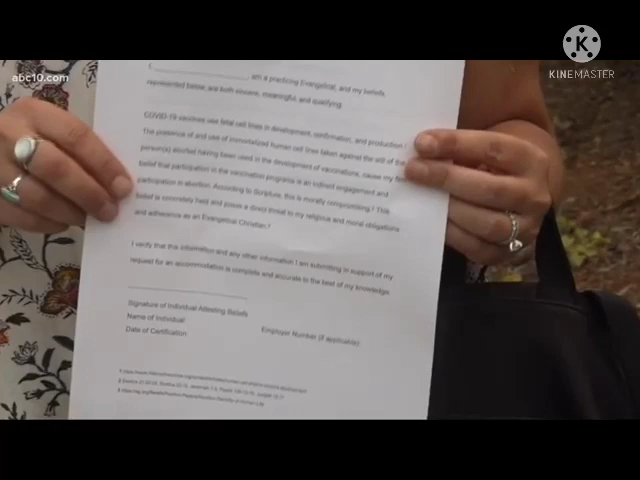 abc10.com
K
KINEMASTER
I, am a practicing Evangelical, and my beliefs
represented below, are both sincere, meaningful, and qualifying.
COVID-19 vaccines use fetal cell lines in development, confirmation, and production.
The presence of and use of immortalized human cell lines taken against the will of the
person(s) aborted having been used in the development of vaccinations, cause my firm
belief that participation in the vaccination programs is an indirect engagement and
participation in abortion. According to Scripture, this is morally compromising.² This
belief is concretely held and poses a direct threat to my religious and moral obligations
and adherence as an Evangelical Christian.³
I verify that this information and any other information I am submitting in support of my
request for an accommodation is complete and accurate to the best of my knowledge.
Signature of Individual Attesting Beliefs
Name of Individual:
Employer Number (if applicable):
Date of Certification